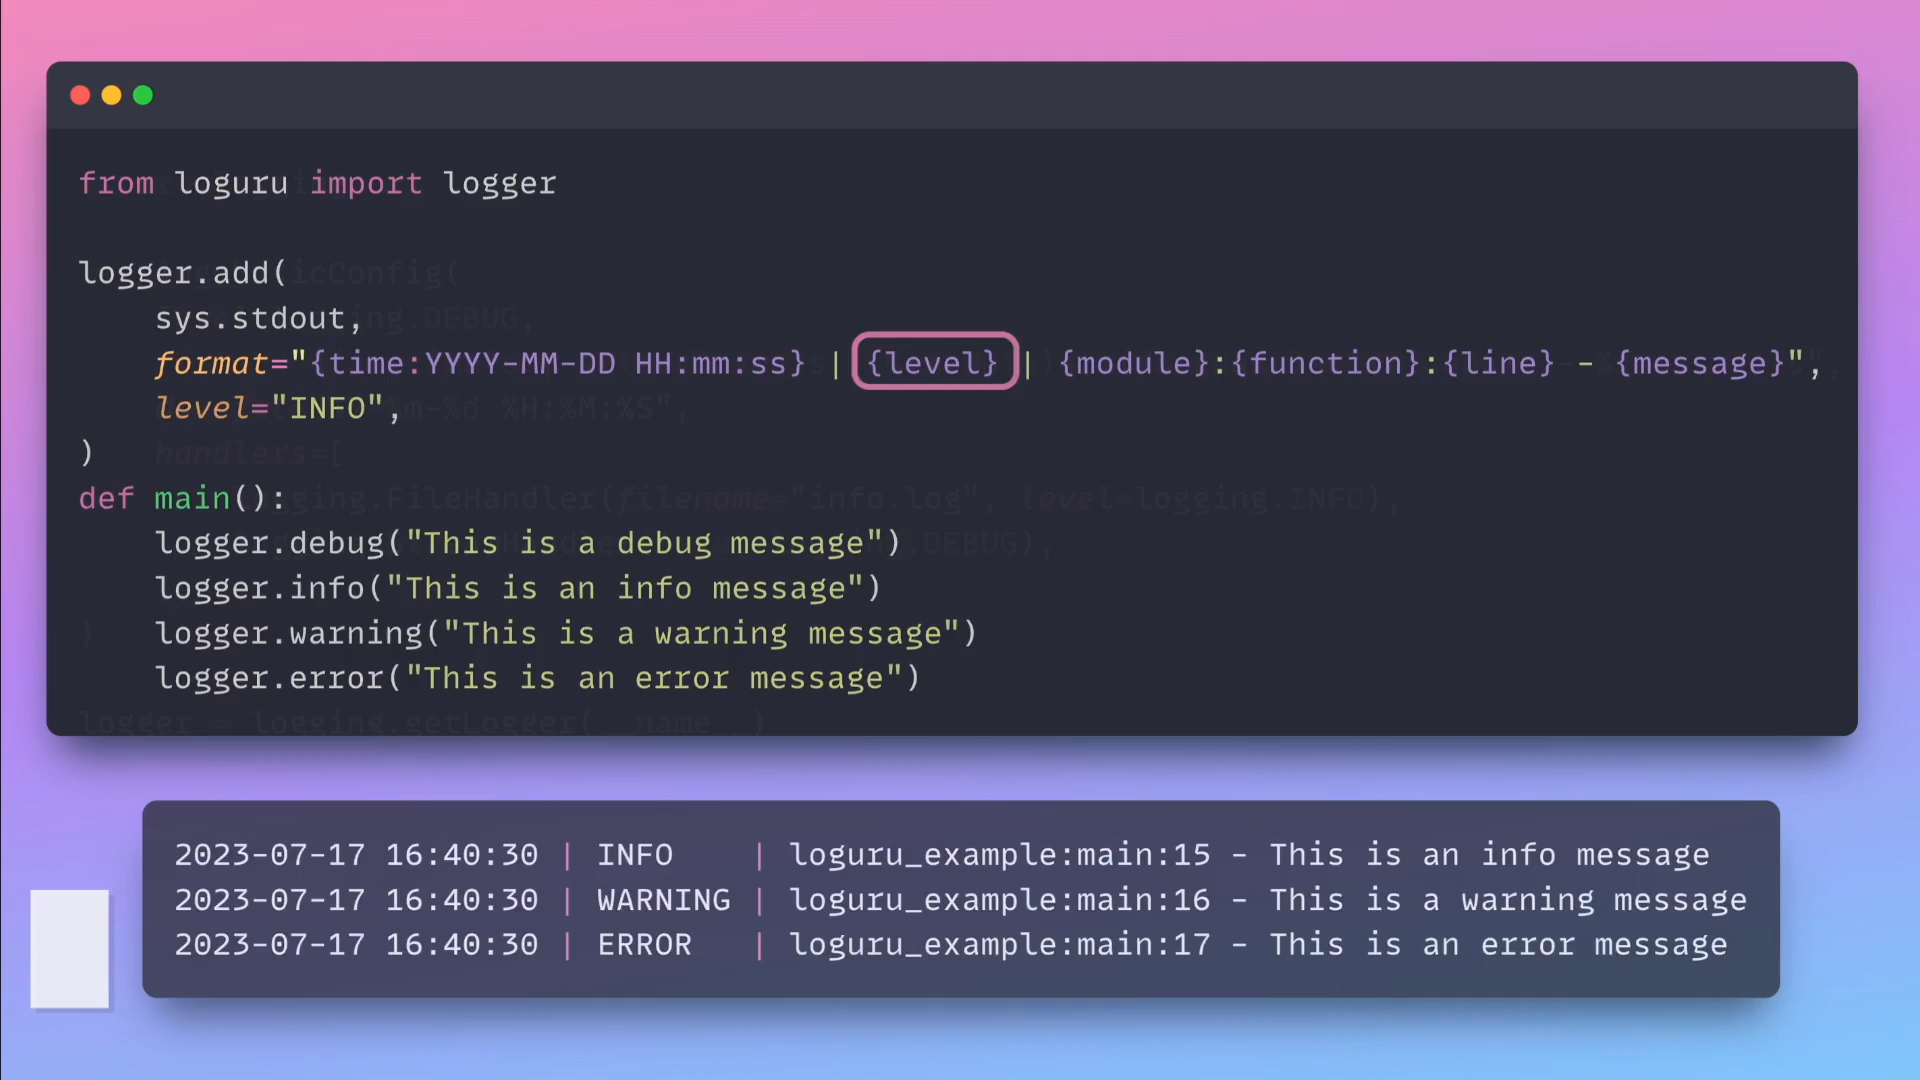 from loguru import logger
logger.add(
    sys.stdout,
    format="{time:YYYY-MM-DD HH:mm:ss} | {level} | {module}:{function}:{line} - {message}",
    level="INFO",
)
def main():
    logger.debug("This is a debug message")
    logger.info("This is an info message")
    logger.warning("This is a warning message")
    logger.error("This is an error message")
logger = logging.getLogger(__name__)
2023-07-17 16:40:30 | INFO    | loguru_example:main:15 - This is an info message
2023-07-17 16:40:30 | WARNING | loguru_example:main:16 - This is a warning message
2023-07-17 16:40:30 | ERROR   | loguru_example:main:17 - This is an error message